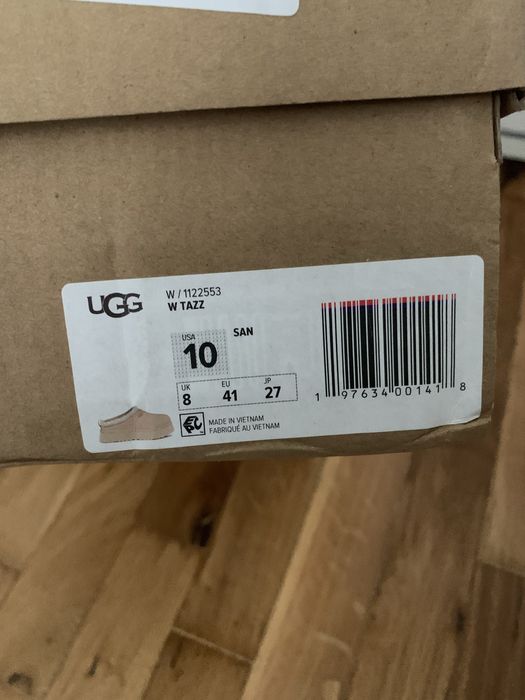 UGG
W / 1122553
W TAZZ
USA
10
SAN
UK
8
EU
41
JP
27
MADE IN VIETNAM
FABRIQUÉ AU VIETNAM
1 97634 00141 8